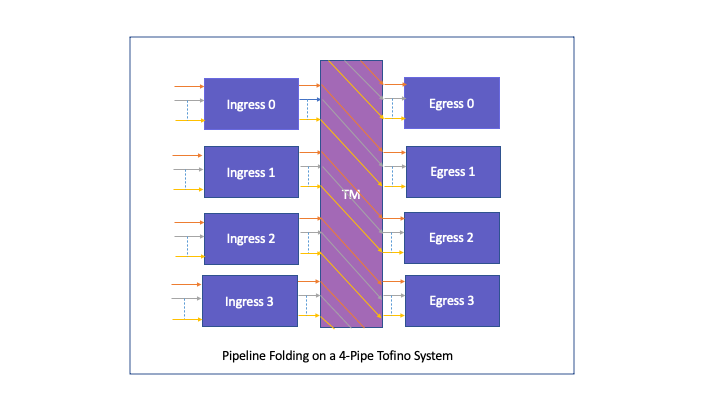 Ingress 0
Egress 0
Ingress 1
Egress 1
TM
Ingress 2
Egress 2
Ingress 3
Egress 3
Pipeline Folding on a 4-Pipe Tofino System